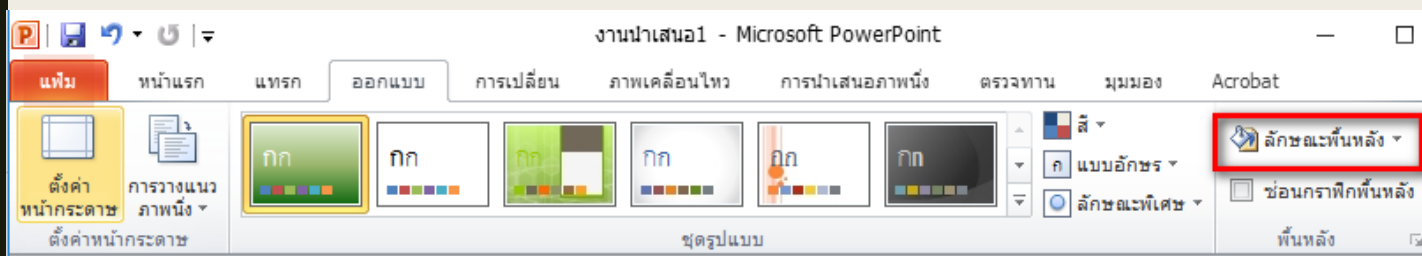 งานนำเสนอ1 - Microsoft PowerPoint
แฟ้ม หน้าแรก แทรก ออกแบบ การเปลี่ยน ภาพเคลื่อนไหว การนำเสนอภาพนิ่ง ตรวจทาน มุมมอง Acrobat
ตั้งค่า
หน้ากระดาษ
การวางแนว
ภาพนิ่ง
กก กก กก กก กก กก
สี
ก แบบอักษร
ลักษณะพิเศษ
ลักษณะพื้นหลัง
ซ่อนกราฟิกพื้นหลัง
ตั้งค่าหน้ากระดาษ ชุดรูปแบบ พื้นหลัง